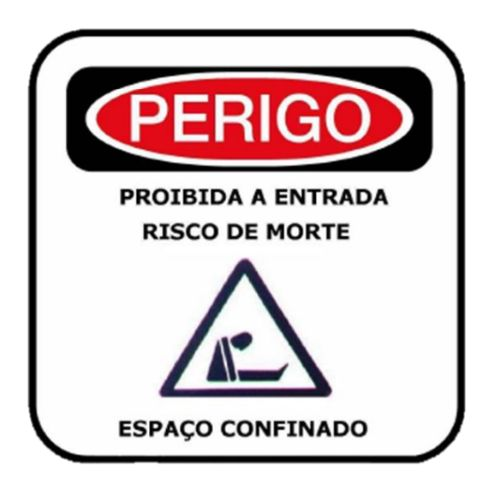 PERIGO
PROIBIDA A ENTRADA
RISCO DE MORTE
ESPAÇO CONFINADO